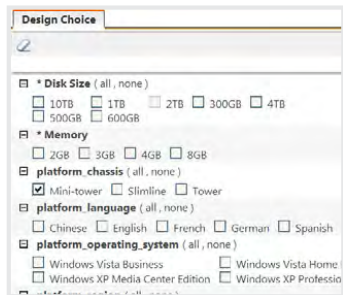 Design Choice
* Disk Size ( all , none )
10TB 1TB 2TB 300GB 4TB
500GB 600GB
* Memory
2GB 3GB 4GB 8GB
platform_chassis ( all , none )
Mini-tower Slimline Tower
platform_language ( all , none )
Chinese English French German Spanish
platform_operating_system ( all , none )
Windows Vista Business Windows Vista Home
Windows XP Media Center Edition Windows XP Professio